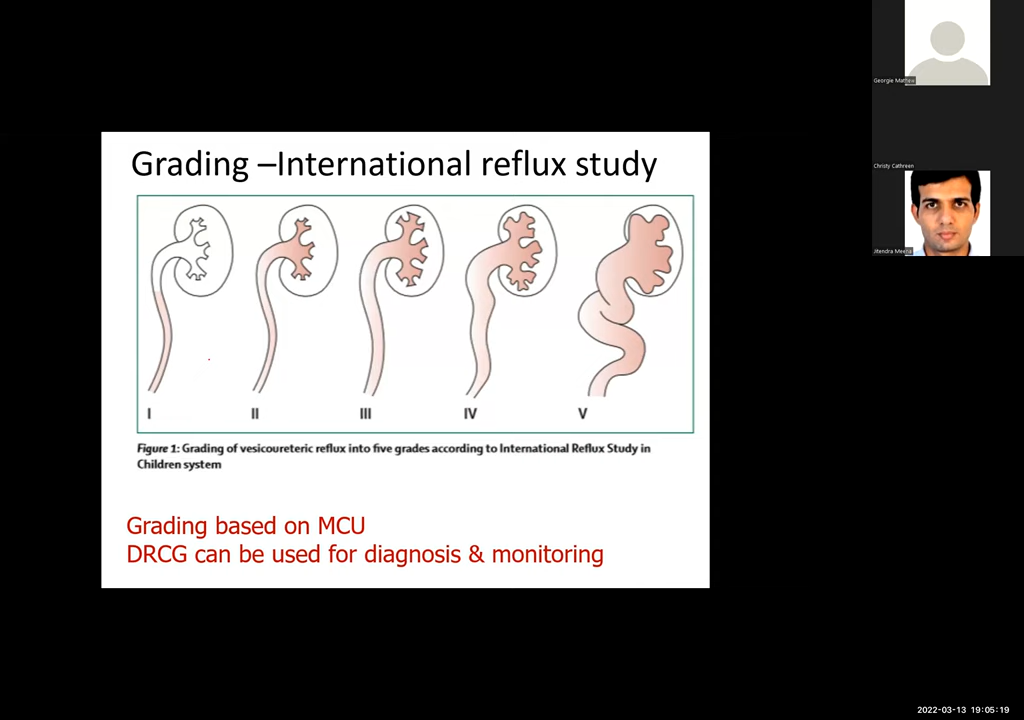 Grading –International reflux study
I II III IV V
Figure 1: Grading of vesicoureteric reflux into five grades according to International Reflux Study in
Children system
Grading based on MCU
DRCG can be used for diagnosis & monitoring
Georgie Mathew
Christy Cathreen
Jitendra Meena
2022-03-13 19:05:19